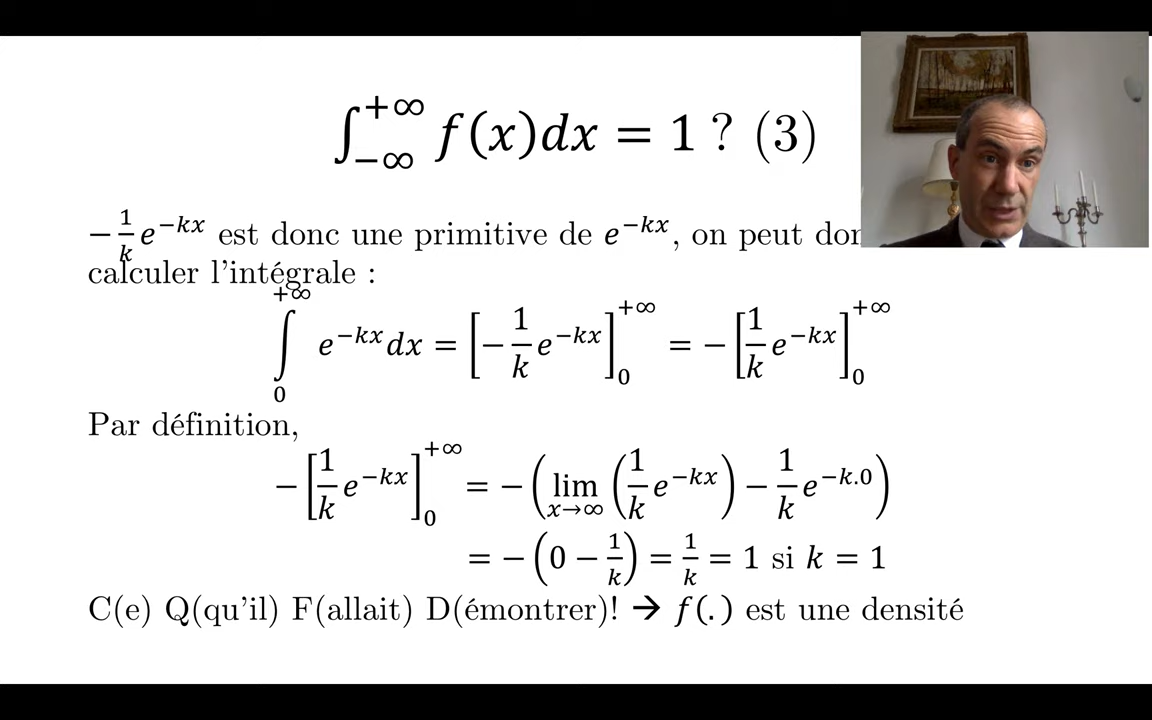 ∫_{−∞}^{+∞} f(x)dx = 1 ? (3)
−1/k e^{−kx} est donc une primitive de e^{−kx}, on peut
calculer l'intégrale :
∫_0^{+∞} e^{−kx} dx = [−1/k e^{−kx}]_0^{+∞} = −[1/k e^{−kx}]_0^{+∞}
Par définition,
−[1/k e^{−kx}]_0^{+∞} = −(lim_{x→∞} (1/k e^{−kx}) − 1/k e^{−k.0})
= −(0 − 1/k) = 1/k = 1 si k = 1
C(e) Q(qu'il) F(allait) D(émontrer)! → f(.) est une densité